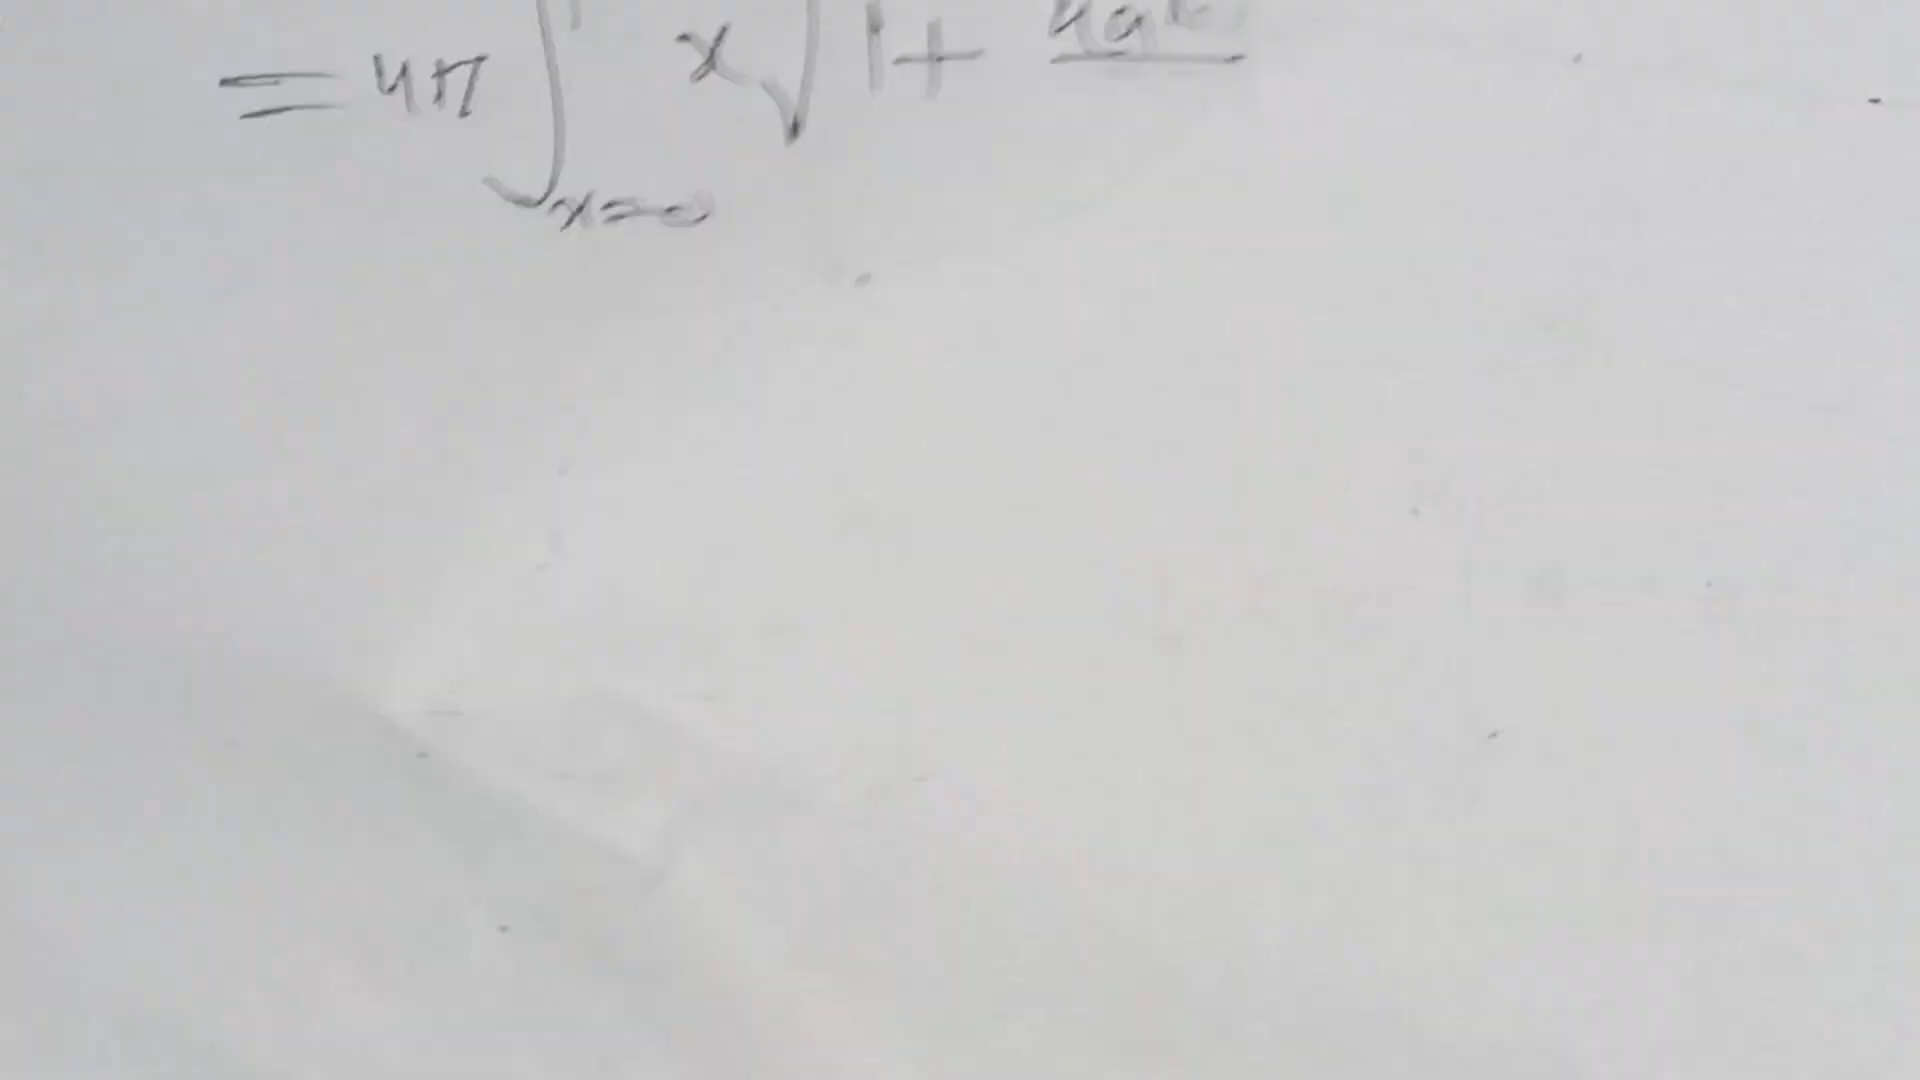 = 4π ∫ x √ 1 +
x=0